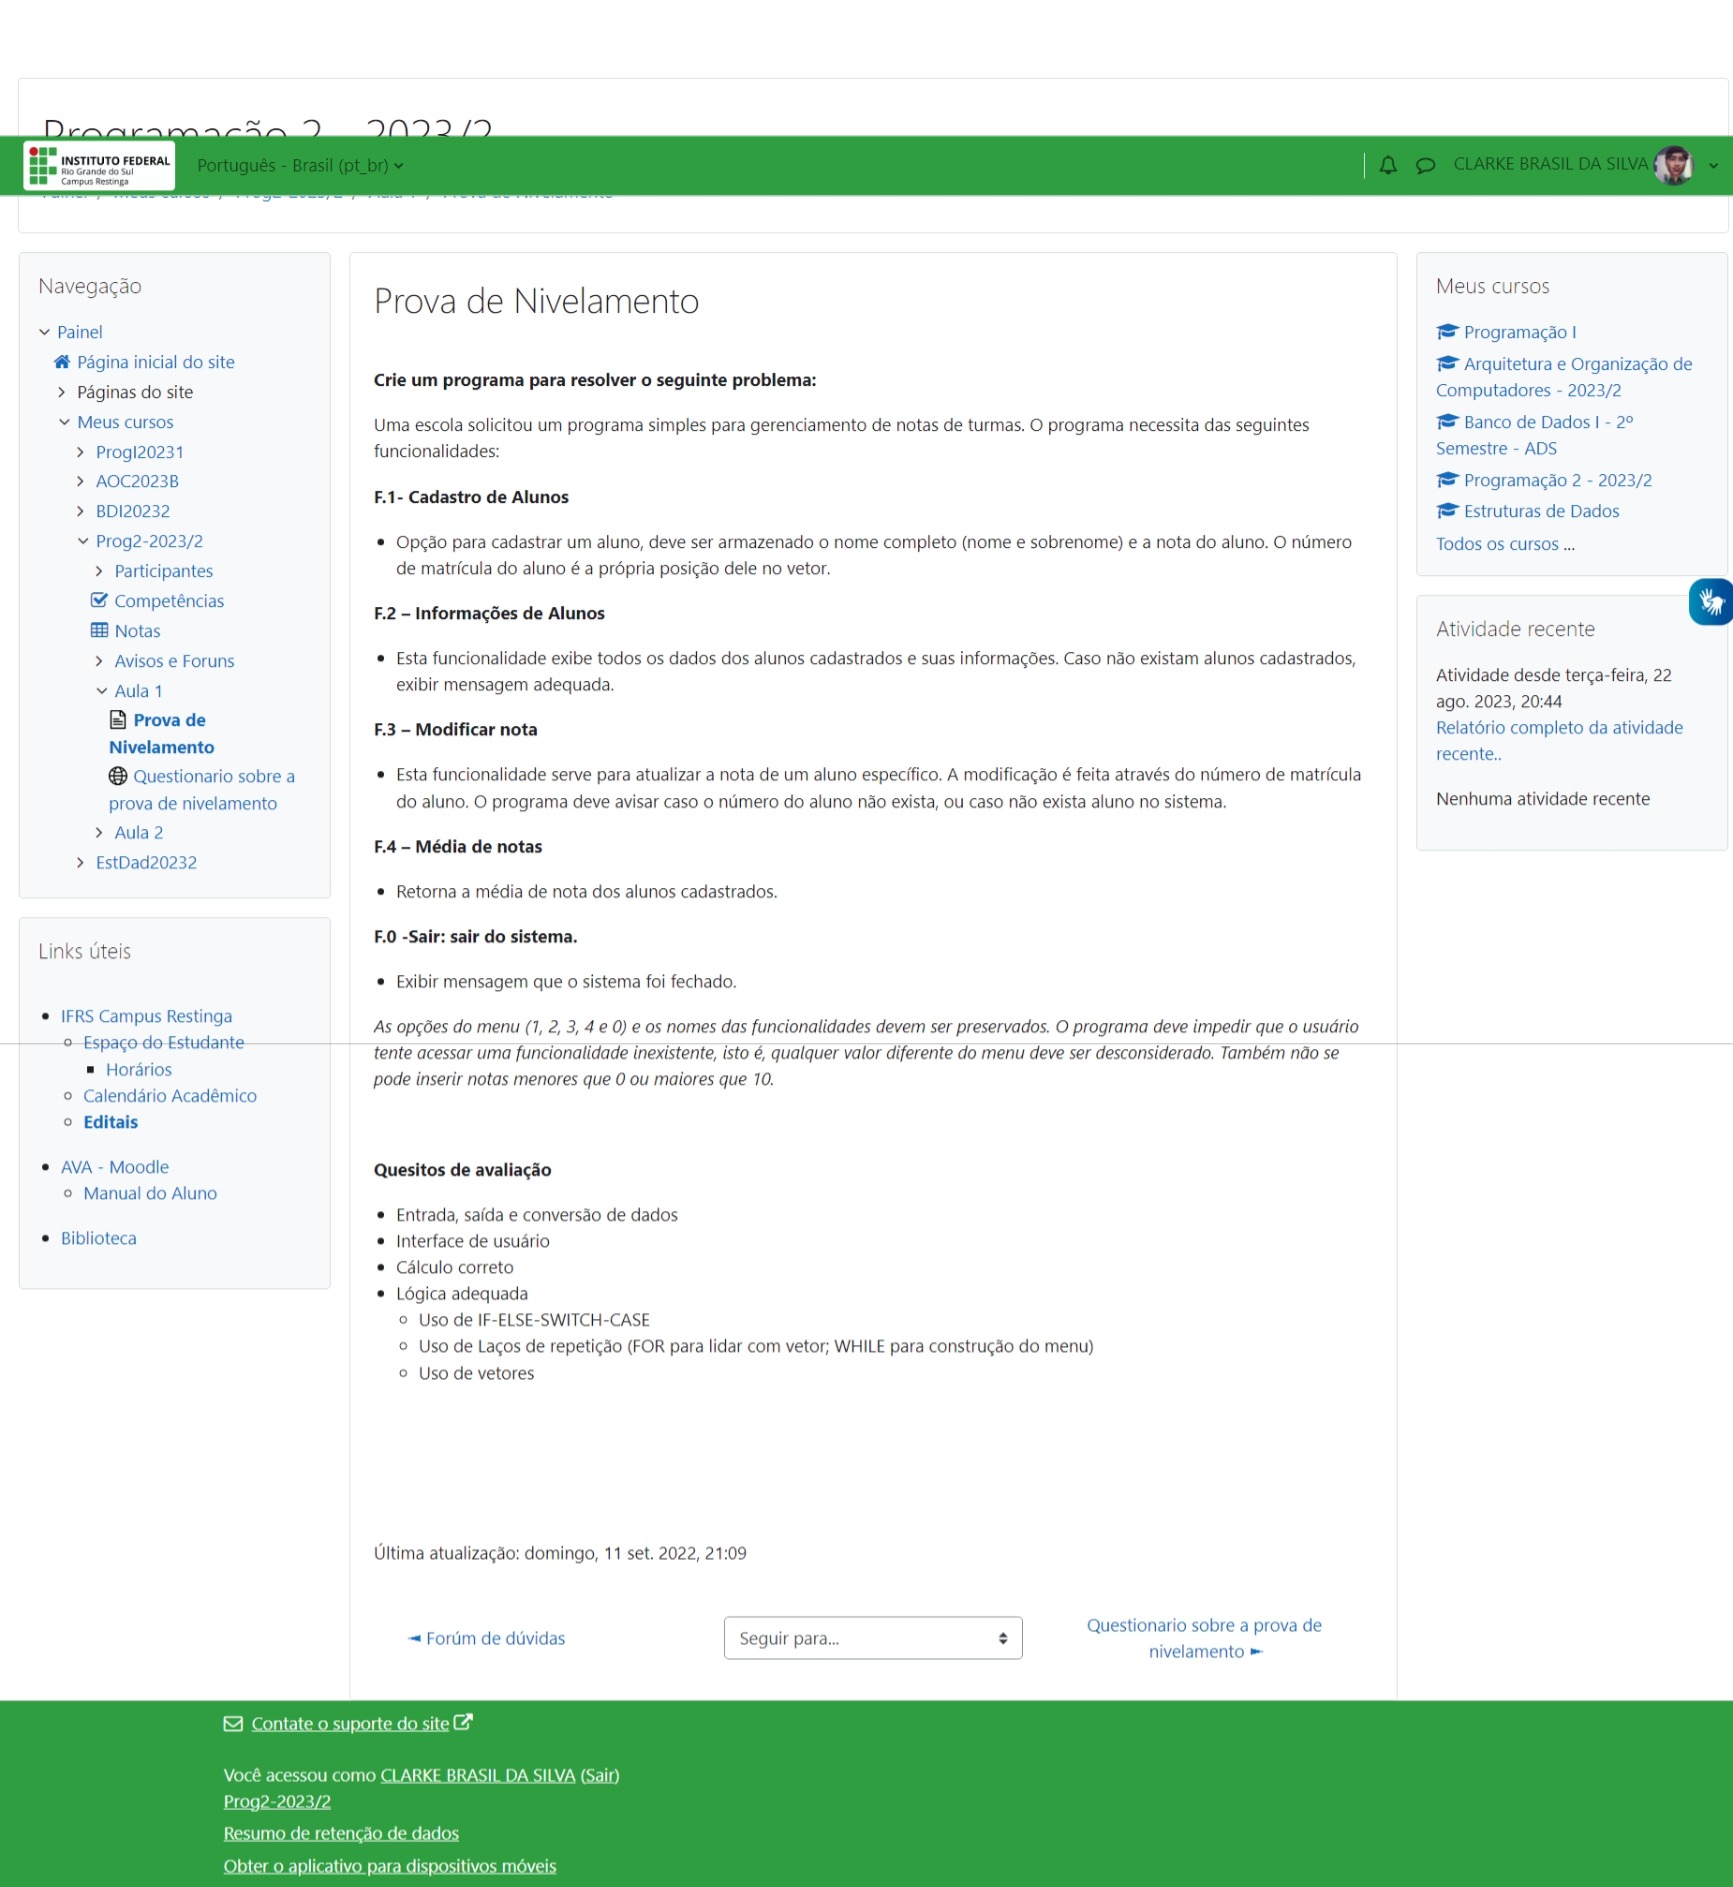 Programação 2 - 2023/2
INSTITUTO FEDERAL
Rio Grande do Sul
Campus Restinga
Português - Brasil (pt_br)
CLARKE BRASIL DA SILVA
Painel / Meus cursos / Prog2-2023/2 / Aula 1 / Prova de Nivelamento
Navegação
Painel
Página inicial do site
Páginas do site
Meus cursos
ProgI20231
AOC2023B
BDI20232
Prog2-2023/2
Participantes
Competências
Notas
Avisos e Foruns
Aula 1
Prova de
Nivelamento
Questionario sobre a
prova de nivelamento
Aula 2
EstDad20232
Links úteis
• IFRS Campus Restinga
Espaço do Estudante
Horários
Calendário Acadêmico
Editais
• AVA - Moodle
Manual do Aluno
• Biblioteca
Prova de Nivelamento
Crie um programa para resolver o seguinte problema:
Uma escola solicitou um programa simples para gerenciamento de notas de turmas. O programa necessita das seguintes
funcionalidades:
F.1- Cadastro de Alunos
• Opção para cadastrar um aluno, deve ser armazenado o nome completo (nome e sobrenome) e a nota do aluno. O número
de matrícula do aluno é a própria posição dele no vetor.
F.2 – Informações de Alunos
• Esta funcionalidade exibe todos os dados dos alunos cadastrados e suas informações. Caso não existam alunos cadastrados,
exibir mensagem adequada.
F.3 – Modificar nota
• Esta funcionalidade serve para atualizar a nota de um aluno específico. A modificação é feita através do número de matrícula
do aluno. O programa deve avisar caso o número do aluno não exista, ou caso não exista aluno no sistema.
F.4 – Média de notas
• Retorna a média de nota dos alunos cadastrados.
F.0 -Sair: sair do sistema.
• Exibir mensagem que o sistema foi fechado.
As opções do menu (1, 2, 3, 4 e 0) e os nomes das funcionalidades devem ser preservados. O programa deve impedir que o usuário
tente acessar uma funcionalidade inexistente, isto é, qualquer valor diferente do menu deve ser desconsiderado. Também não se
pode inserir notas menores que 0 ou maiores que 10.
Quesitos de avaliação
• Entrada, saída e conversão de dados
• Interface de usuário
• Cálculo correto
• Lógica adequada
Uso de IF-ELSE-SWITCH-CASE
Uso de Laços de repetição (FOR para lidar com vetor; WHILE para construção do menu)
Uso de vetores
Última atualização: domingo, 11 set. 2022, 21:09
◄ Forúm de dúvidas
Seguir para...
Questionario sobre a prova de
nivelamento ►
Meus cursos
Programação I
Arquitetura e Organização de
Computadores - 2023/2
Banco de Dados I - 2º
Semestre - ADS
Programação 2 - 2023/2
Estruturas de Dados
Todos os cursos ...
Atividade recente
Atividade desde terça-feira, 22
ago. 2023, 20:44
Relatório completo da atividade
recente..
Nenhuma atividade recente
Contate o suporte do site
Você acessou como CLARKE BRASIL DA SILVA (Sair)
Prog2-2023/2
Resumo de retenção de dados
Obter o aplicativo para dispositivos móveis